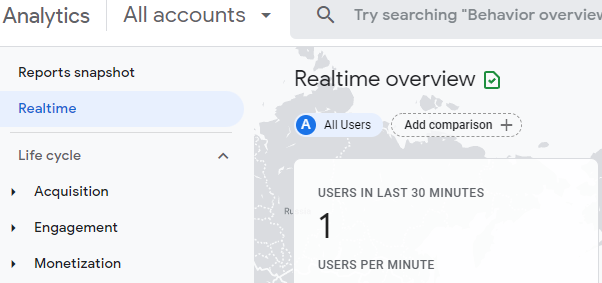 Analytics
All accounts
Try searching "Behavior overview
Reports snapshot
Realtime
Life cycle
Acquisition
Engagement
Monetization
Realtime overview
A All Users
Add comparison +
USERS IN LAST 30 MINUTES
1
USERS PER MINUTE